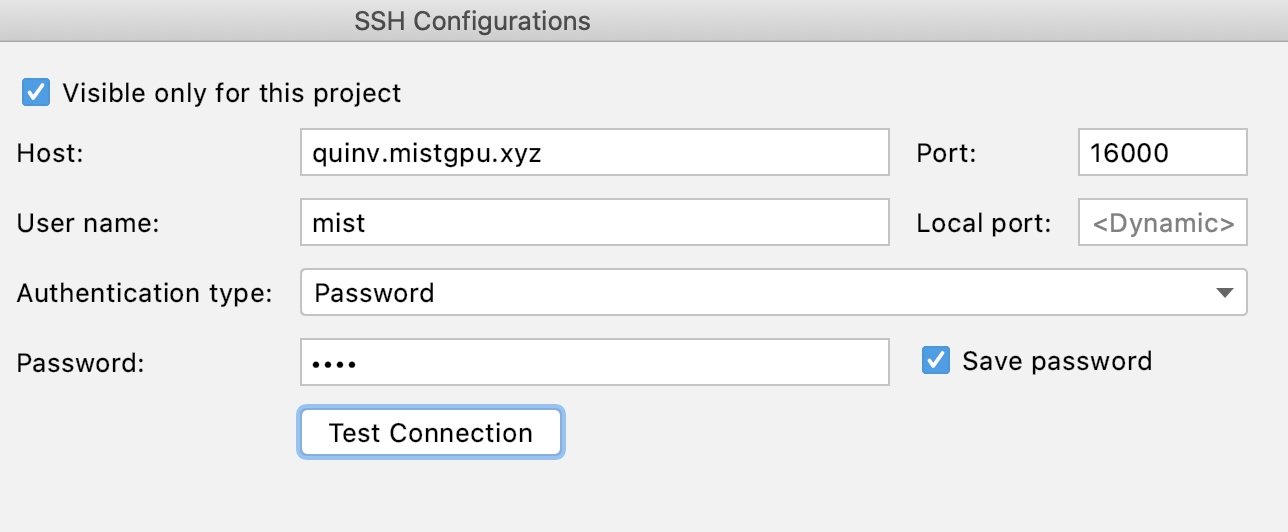 SSH Configurations
Visible only for this project
Host: quinv.mistgpu.xyz Port: 16000
User name: mist Local port: <Dynamic>
Authentication type: Password
Password: •••• Save password
Test Connection